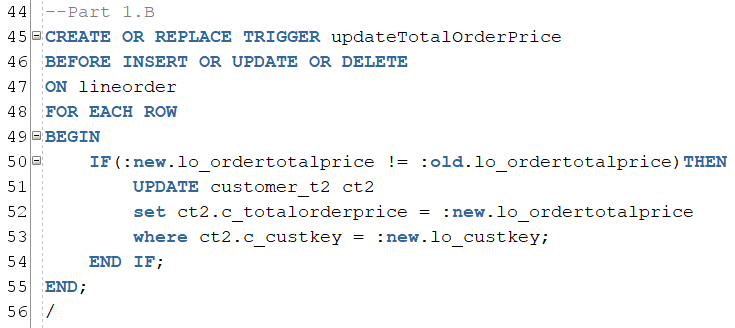 44 --Part 1.B
45 CREATE OR REPLACE TRIGGER updateTotalOrderPrice
46 BEFORE INSERT OR UPDATE OR DELETE
47 ON lineorder
48 FOR EACH ROW
49 BEGIN
50     IF(:new.lo_ordertotalprice != :old.lo_ordertotalprice)THEN
51         UPDATE customer_t2 ct2
52         set ct2.c_totalorderprice = :new.lo_ordertotalprice
53         where ct2.c_custkey = :new.lo_custkey;
54     END IF;
55 END;
56 /